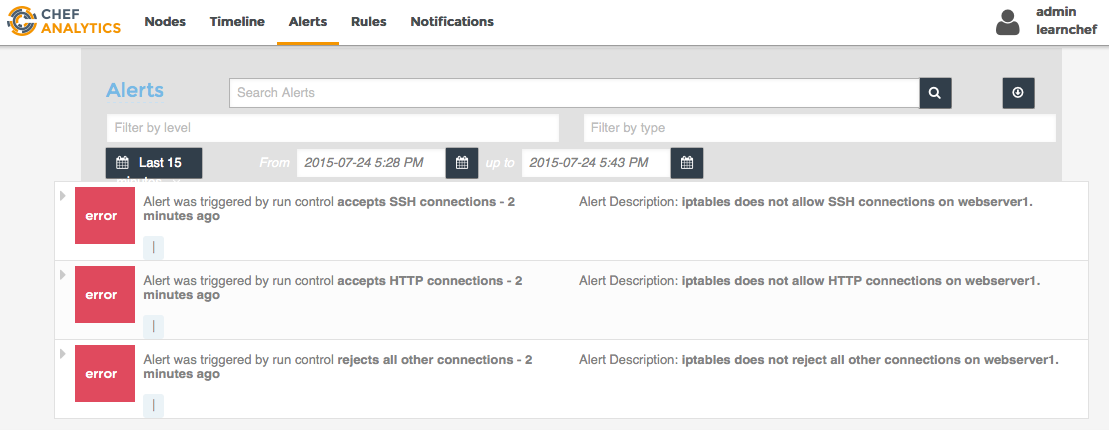 CHEF
ANALYTICS
Nodes Timeline Alerts Rules Notifications
admin
learnchef
Alerts
Search Alerts
Filter by level
Filter by type
Last 15
From 2015-07-24 5:28 PM up to 2015-07-24 5:43 PM
error
Alert was triggered by run control accepts SSH connections - 2
minutes ago
Alert Description: iptables does not allow SSH connections on webserver1.
error
Alert was triggered by run control accepts HTTP connections - 2
minutes ago
Alert Description: iptables does not allow HTTP connections on webserver1.
error
Alert was triggered by run control rejects all other connections - 2
minutes ago
Alert Description: iptables does not reject all other connections on webserver1.